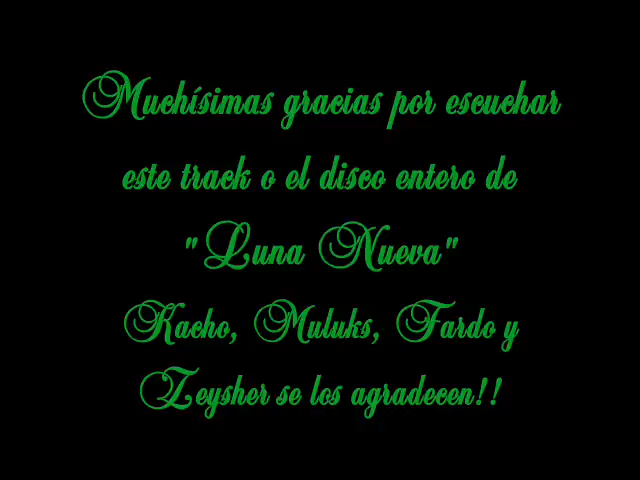 Muchísimas gracias por escuchar
este track o el disco entero de
"Luna Nueva"
Kacho, Muluks, Fardo y
Zeysher se los agradecen!!